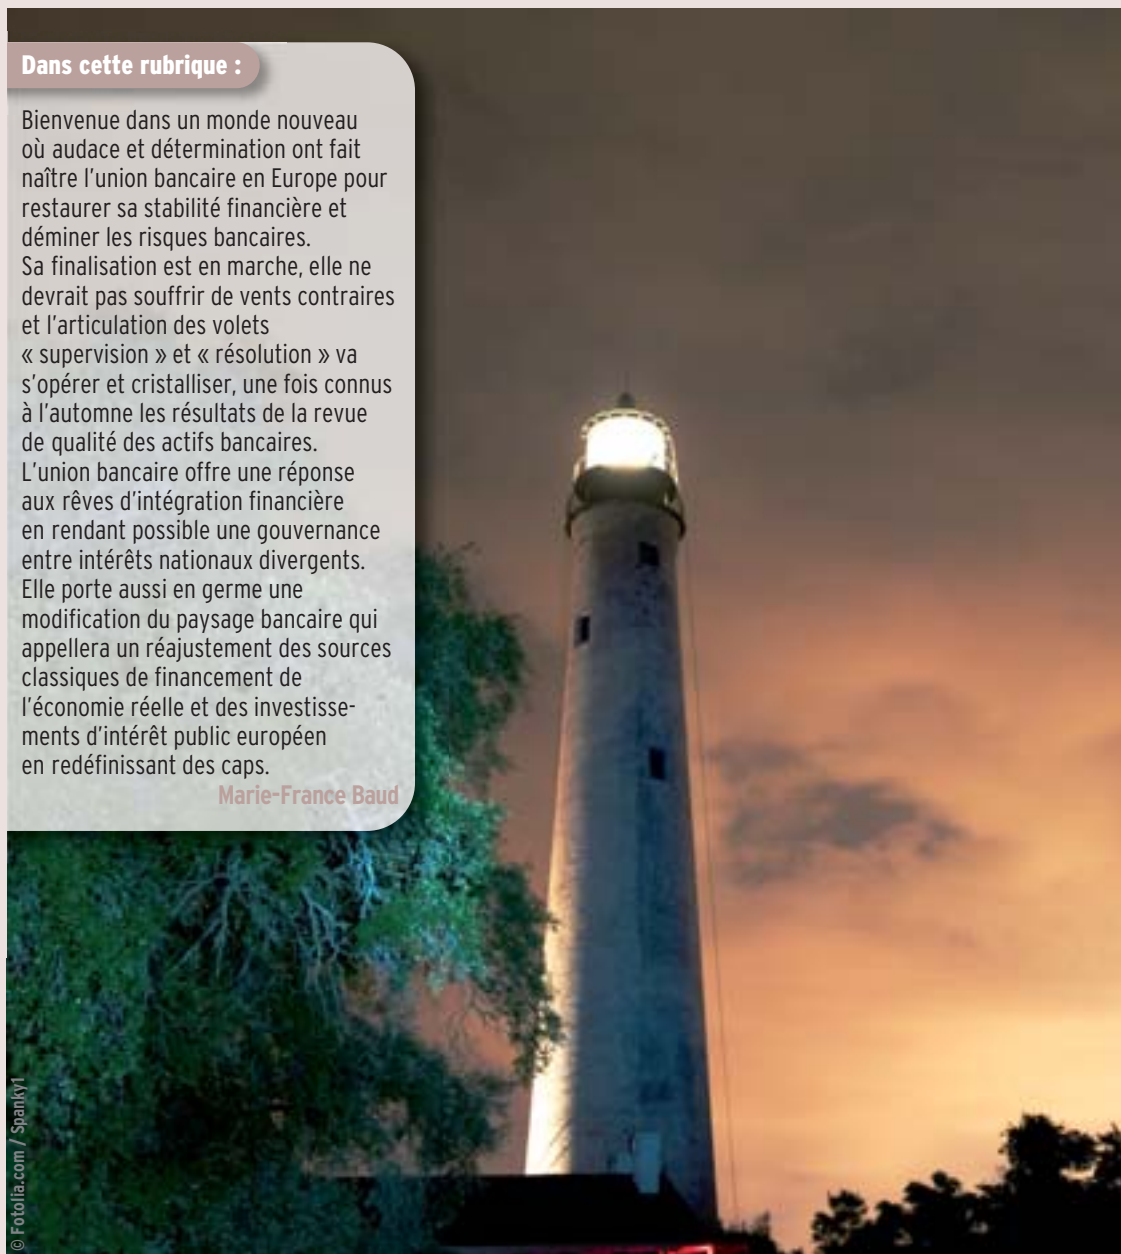 Dans cette rubrique :
Bienvenue dans un monde nouveau
où audace et détermination ont fait
naître l’union bancaire en Europe pour
restaurer sa stabilité financière et
déminer les risques bancaires.
Sa finalisation est en marche, elle ne
devrait pas souffrir de vents contraires
et l’articulation des volets
« supervision » et « résolution » va
s’opérer et cristalliser, une fois connus
à l’automne les résultats de la revue
de qualité des actifs bancaires.
L’union bancaire offre une réponse
aux rêves d’intégration financière
en rendant possible une gouvernance
entre intérêts nationaux divergents.
Elle porte aussi en germe une
modification du paysage bancaire qui
appellera un réajustement des sources
classiques de financement de
l’économie réelle et des investisse-
ments d’intérêt public européen
en redéfinissant des caps.
Marie-France Baud
© Fotolia.com / Spanky1